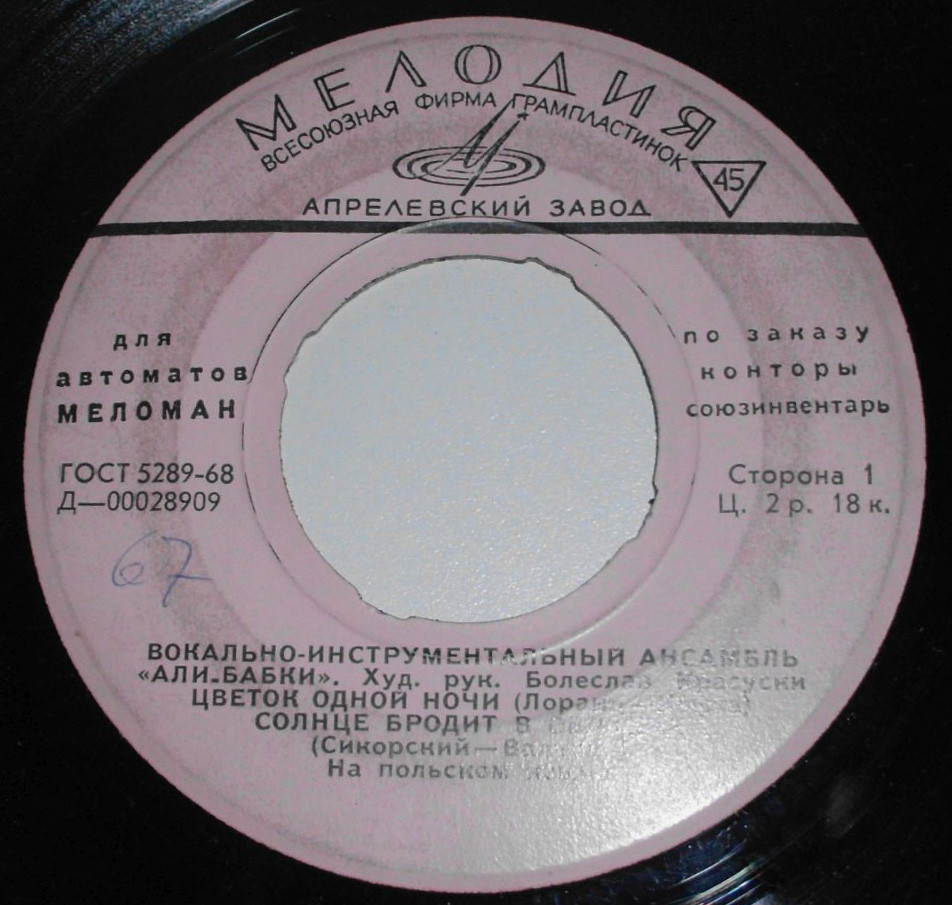 МЕЛОДИЯ
ВСЕСОЮЗНАЯ ФИРМА ГРАМПЛАСТИНОК
45
АПРЕЛЕВСКИЙ ЗАВОД
для
автоматов
МЕЛОМАН
по заказу
конторы
союзинвентарь
ГОСТ 5289-68
Д—00028909
Сторона 1
Ц. 2 р. 18 к.
67
ВОКАЛЬНО-ИНСТРУМЕНТАЛЬНЫЙ АНСАМБЛЬ
«АЛИ-БАБКИ». Худ. рук. Болеслав Красуски
ЦВЕТОК ОДНОЙ НОЧИ
СОЛНЦЕ БРОДИТ В
(Сикорский—
На польском